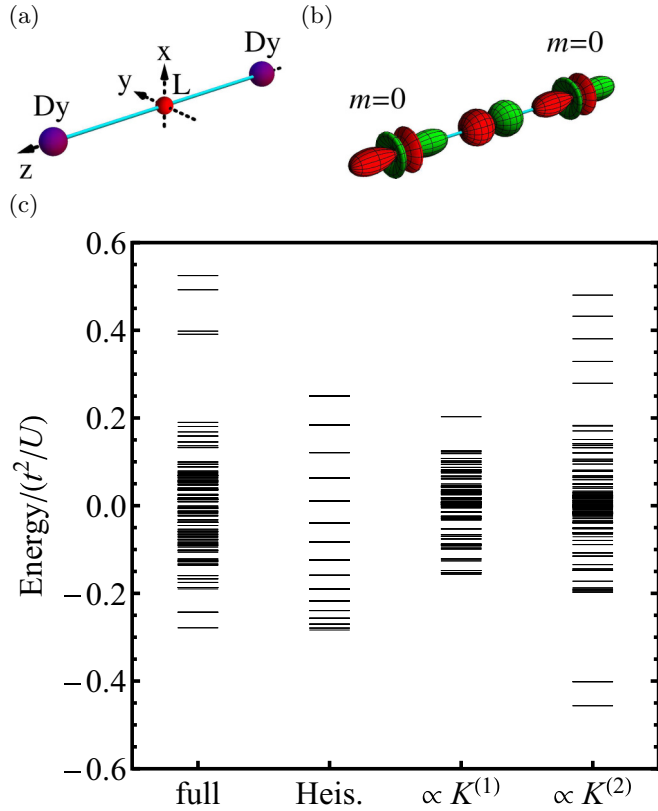 (a)
x
y
L
Dy
Dy
z
(b)
m=0
m=0
(c)
Energy/(t²/U)
0.6
0.4
0.2
0.0
−0.2
−0.4
−0.6
full Heis. ∝ K⁽¹⁾ ∝ K⁽²⁾